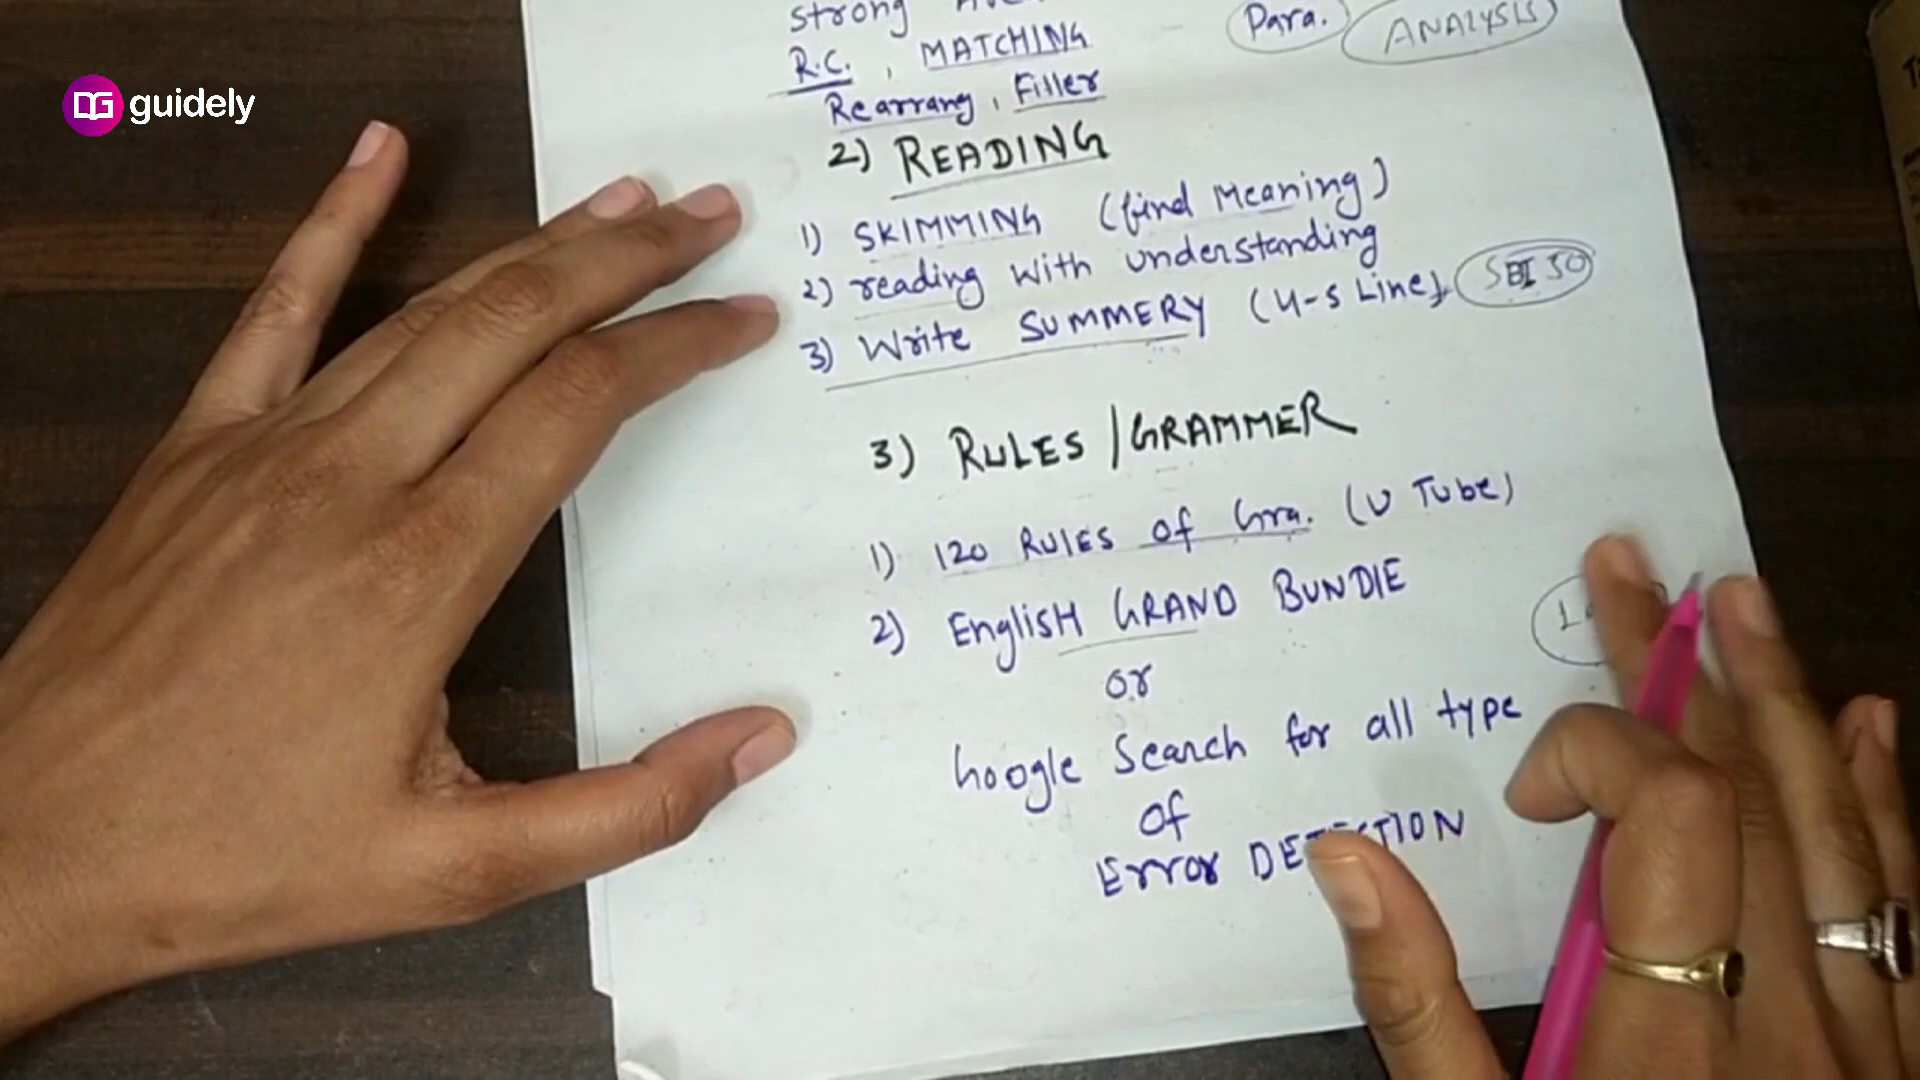 guidely
strong
Para.
ANALYSIS
R.C., MATCHING
Rearrang, Filler
2) READING
1) SKIMMING (find Meaning)
2) reading with understanding
3) Write SUMMERY (4-5 Line)
SBI
3) RULES/GRAMMER
1) 120 RULES of Gra. (U Tube)
2) EngliSH GRAND BUNDLE
or
Google Search for all type
of
Error